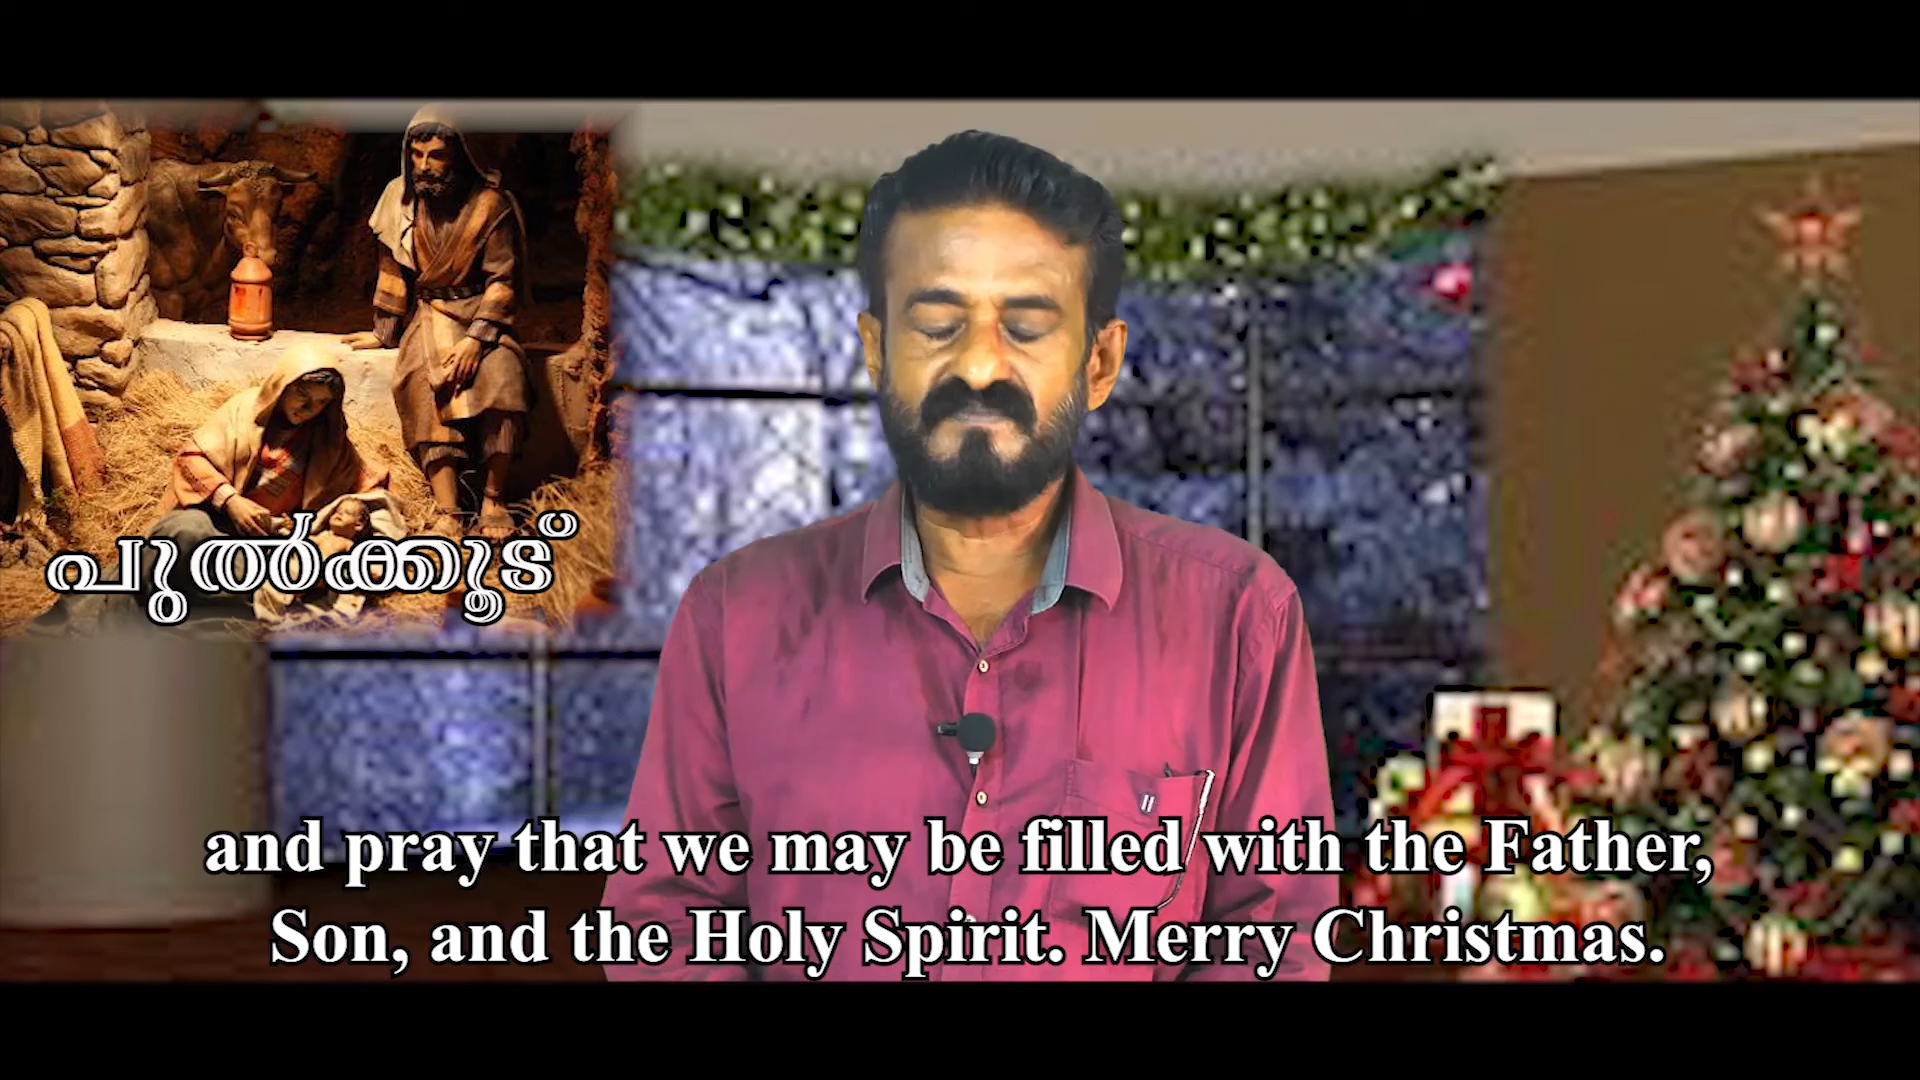 പുൽക്കൂട്
and pray that we may be filled with the Father,
Son, and the Holy Spirit. Merry Christmas.